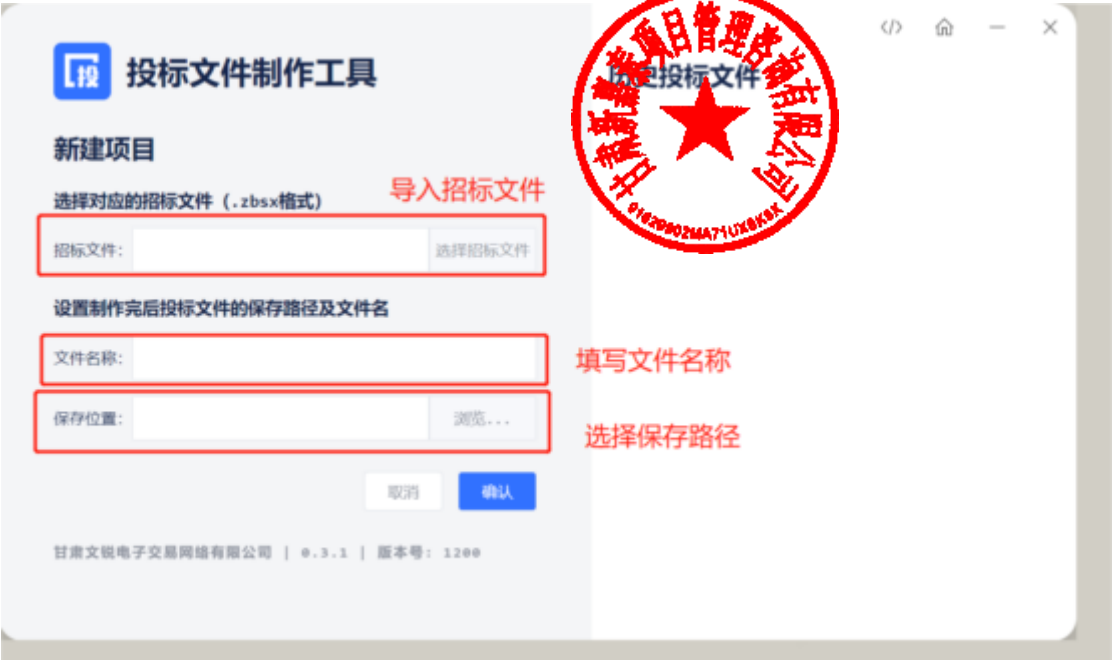 投
投标文件制作工具
历史投标文件
新建项目
选择对应的招标文件（.zbsx格式）
导入招标文件
招标文件：
选择招标文件
设置制作完后投标文件的保存路径及文件名
文件名称：
填写文件名称
保存位置：
浏览...
选择保存路径
取消
确认
甘肃文锐电子交易网络有限公司 | 0.3.1 | 版本号：1200
项目管理咨询有限公司